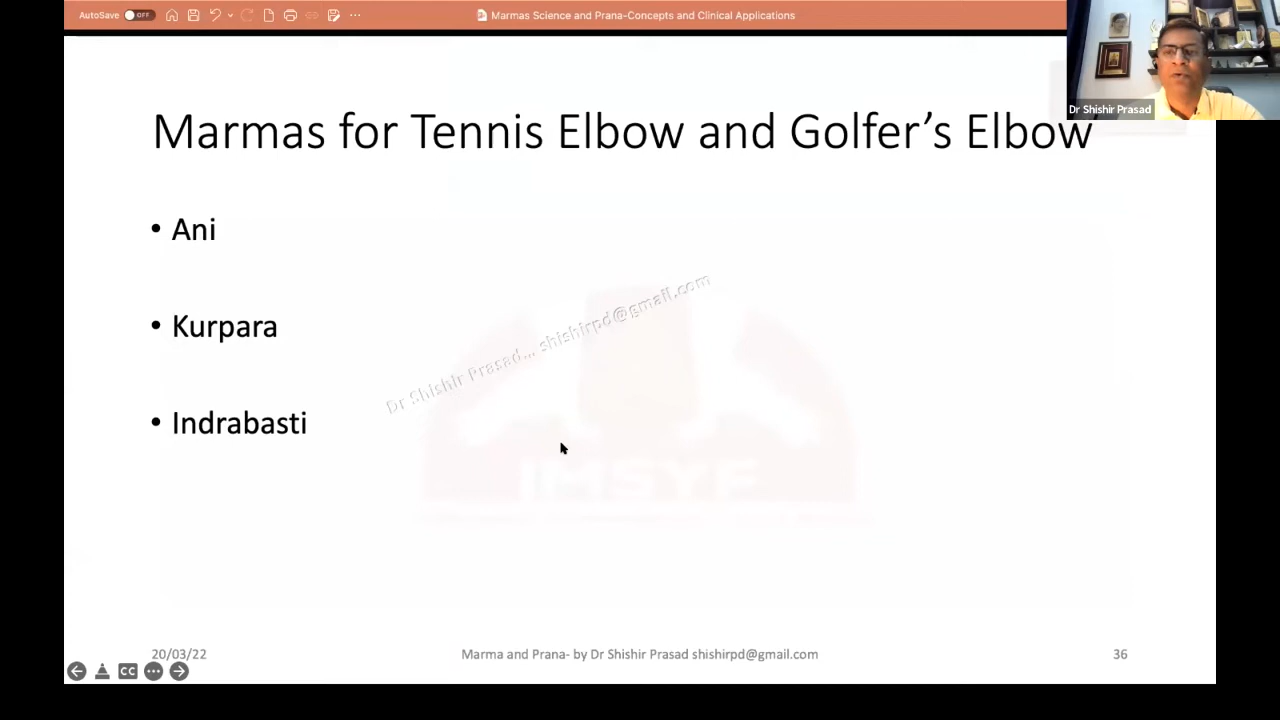 AutoSave OFF
Marmas Science and Prana-Concepts and Clinical Applications
Dr Shishir Prasad
Marmas for Tennis Elbow and Golfer's Elbow
• Ani
• Kurpara
• Indrabasti
Dr Shishir Prasad... shishirpd@gmail.com
IHSYF
20/03/22
Marma and Prana- by Dr Shishir Prasad shishirpd@gmail.com
36
CC